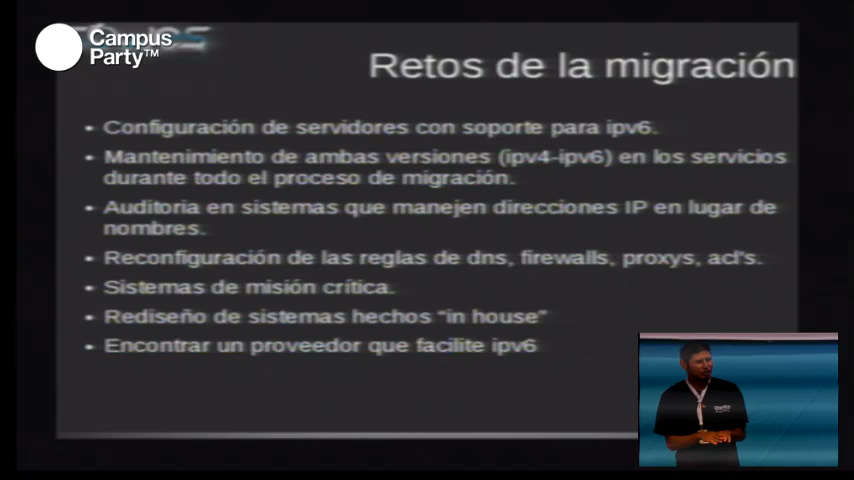 Campus
Party™
Retos de la migración
• Configuración de servidores con soporte para ipv6.
• Mantenimiento de ambas versiones (ipv4-ipv6) en los servicios
durante todo el proceso de migración.
• Auditoria en sistemas que manejen direcciones IP en lugar de
nombres.
• Reconfiguración de las reglas de dns, firewalls, proxys, acl's.
• Sistemas de misión crítica.
• Rediseño de sistemas hechos “in house”
• Encontrar un proveedor que facilite ipv6